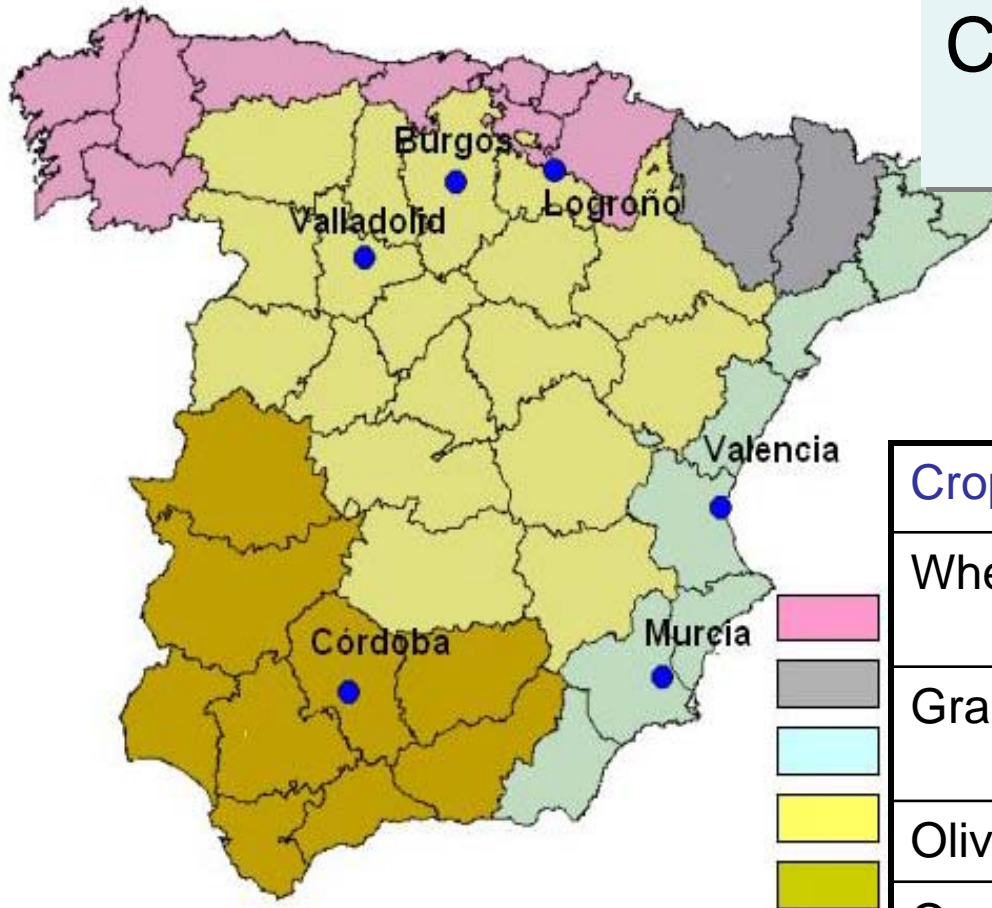 C
Burgos
Logroño
Valladolid
Valencia
Crop
Whe
Gra
Córdoba
Murcia
Oliv